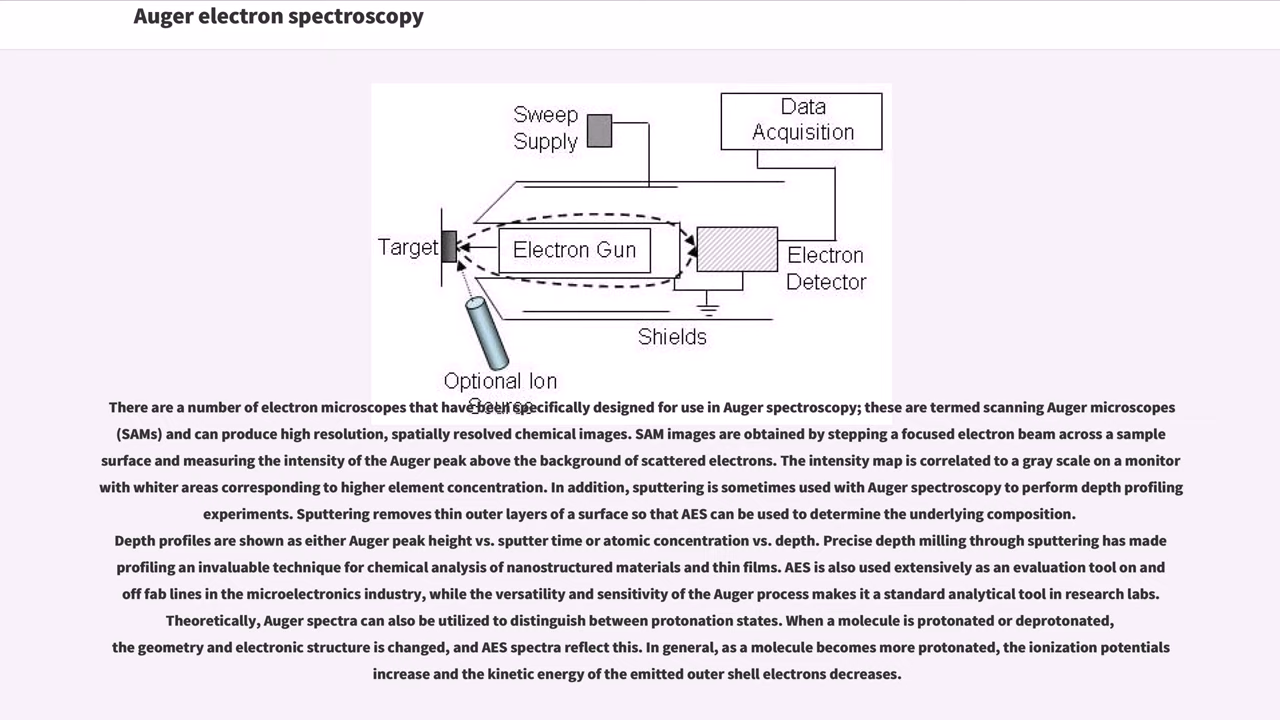 Auger electron spectroscopy
Sweep
Supply
Data
Acquisition
Target
Electron Gun
Electron
Detector
Shields
Optional Ion
Source
There are a number of electron microscopes that have been specifically designed for use in Auger spectroscopy; these are termed scanning Auger microscopes
(SAMs) and can produce high resolution, spatially resolved chemical images. SAM images are obtained by stepping a focused electron beam across a sample
surface and measuring the intensity of the Auger peak above the background of scattered electrons. The intensity map is correlated to a gray scale on a monitor
with whiter areas corresponding to higher element concentration. In addition, sputtering is sometimes used with Auger spectroscopy to perform depth profiling
experiments. Sputtering removes thin outer layers of a surface so that AES can be used to determine the underlying composition.
Depth profiles are shown as either Auger peak height vs. sputter time or atomic concentration vs. depth. Precise depth milling through sputtering has made
profiling an invaluable technique for chemical analysis of nanostructured materials and thin films. AES is also used extensively as an evaluation tool on and
off fab lines in the microelectronics industry, while the versatility and sensitivity of the Auger process makes it a standard analytical tool in research labs.
Theoretically, Auger spectra can also be utilized to distinguish between protonation states. When a molecule is protonated or deprotonated,
the geometry and electronic structure is changed, and AES spectra reflect this. In general, as a molecule becomes more protonated, the ionization potentials
increase and the kinetic energy of the emitted outer shell electrons decreases.